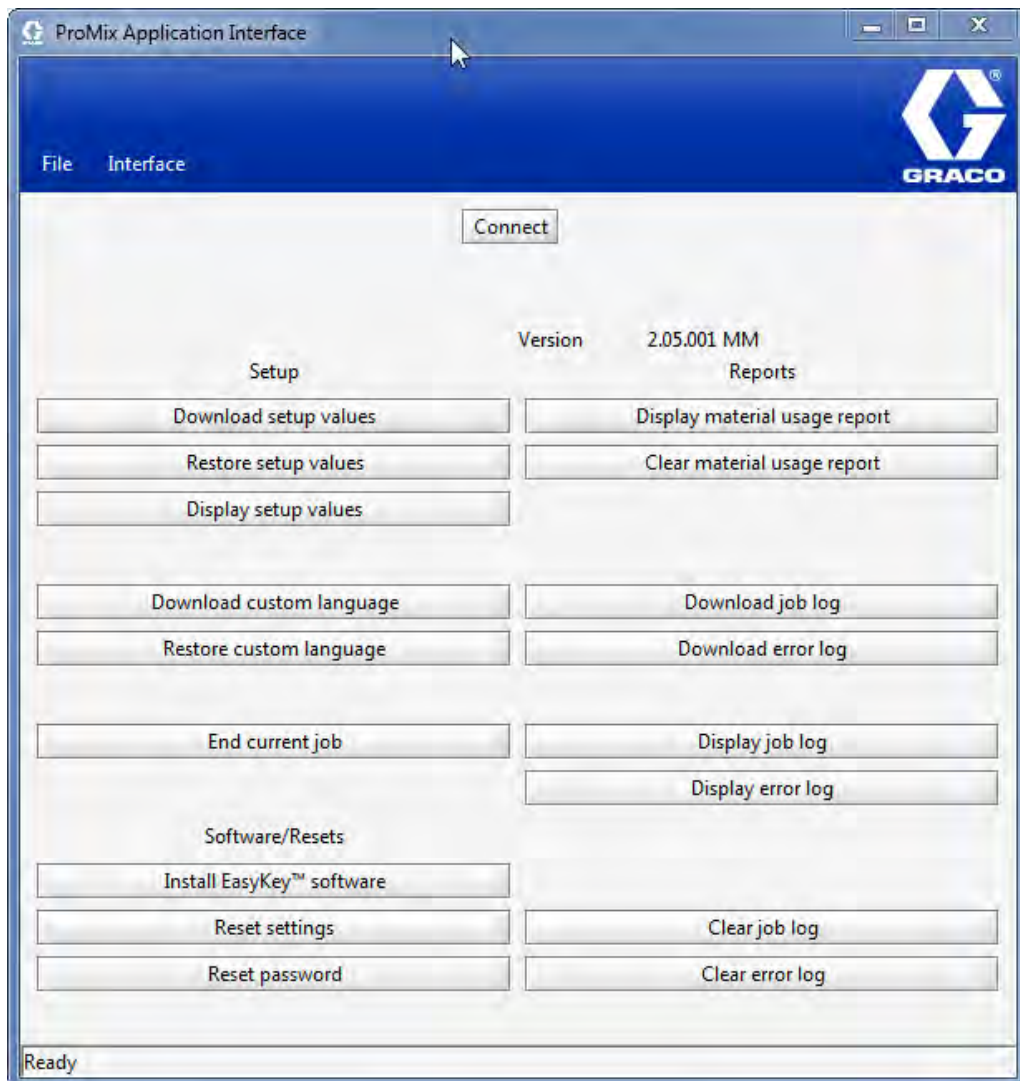 ProMix Application Interface
®
GRACO
File Interface
Connect
Version 2.05.001 MM
Setup Reports
Download setup values Display material usage report
Restore setup values Clear material usage report
Display setup values
Download custom language Download job log
Restore custom language Download error log
End current job Display job log
Display error log
Software/Resets
Install EasyKey™ software
Reset settings Clear job log
Reset password Clear error log
Ready